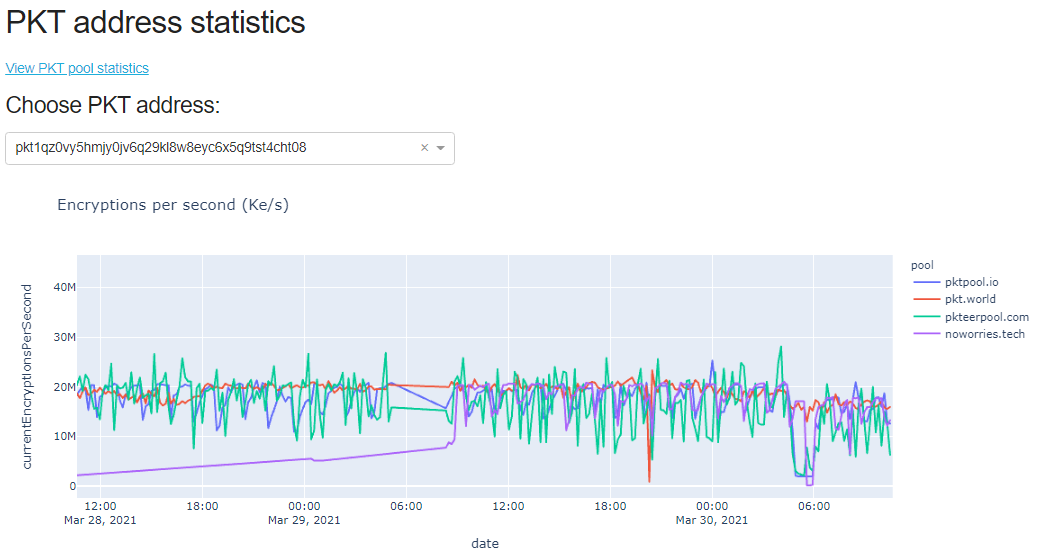 PKT address statistics
View PKT pool statistics
Choose PKT address:
pkt1qz0vy5hmjy0jv6q29kl8w8eyc6x5q9tst4cht08
Encryptions per second (Ke/s)
pool
pktpool.io
pkt.world
pkteerpool.com
noworries.tech
currentEncryptionsPerSecond
40M
30M
20M
10M
0
12:00
Mar 28, 2021
18:00
00:00
Mar 29, 2021
06:00
12:00
18:00
00:00
Mar 30, 2021
06:00
date